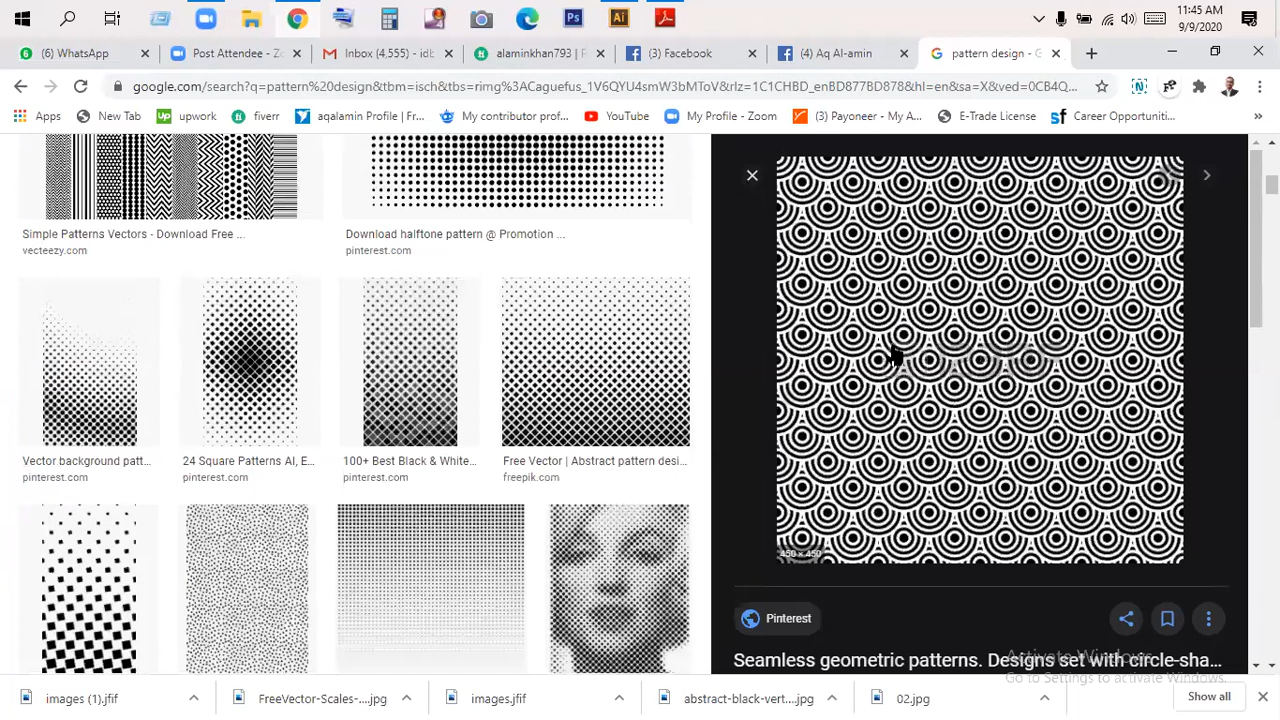 11:45 AM
9/9/2020
(6) WhatsApp
Post Attendee - Zo
Inbox (4,555) - idb
alaminkhan793 | F
(3) Facebook
(4) Aq Al-amin
pattern design - G
google.com/search?q=pattern%20design&tbm=isch&tbs=rimg%3ACaguefus_1V6QYU4smW3bMToV&rlz=1C1CHBD_enBD877BD878&hl=en&sa=X&ved=0CB4Q...
Apps
New Tab
upwork
fiverr
aqalamin Profile | Fr...
My contributor prof...
YouTube
My Profile - Zoom
(3) Payoneer - My A...
E-Trade License
Career Opportuniti...
Simple Patterns Vectors - Download Free ...
vecteezy.com
Download halftone pattern @ Promotion ...
pinterest.com
Vector background patt...
pinterest.com
24 Square Patterns AI, E...
pinterest.com
100+ Best Black & White...
pinterest.com
Free Vector | Abstract pattern desi...
freepik.com
450 × 450
Pinterest
Seamless geometric patterns. Designs set with circle-sha...
Activate Windows
Go to Settings to activate Windows.
images (1).jfif
FreeVector-Scales-....jpg
images.jfif
abstract-black-vert....jpg
02.jpg
Show all